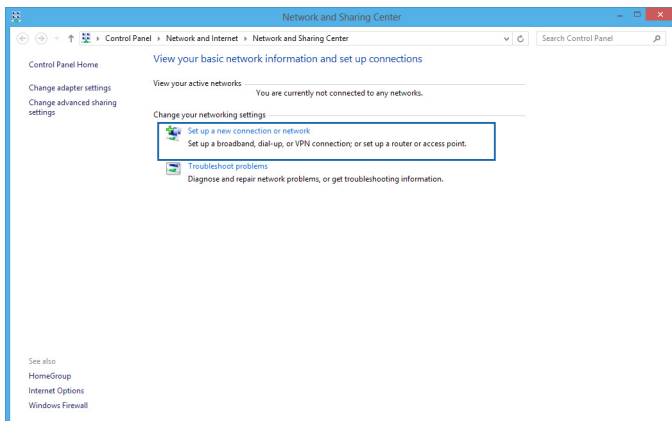 Network and Sharing Center
Control Panel Network and Internet Network and Sharing Center
Search Control Panel
Control Panel Home
Change adapter settings
Change advanced sharing
settings
View your basic network information and set up connections
View your active networks
You are currently not connected to any networks.
Change your networking settings
Set up a new connection or network
Set up a broadband, dial-up, or VPN connection; or set up a router or access point.
Troubleshoot problems
Diagnose and repair network problems, or get troubleshooting information.
See also
HomeGroup
Internet Options
Windows Firewall